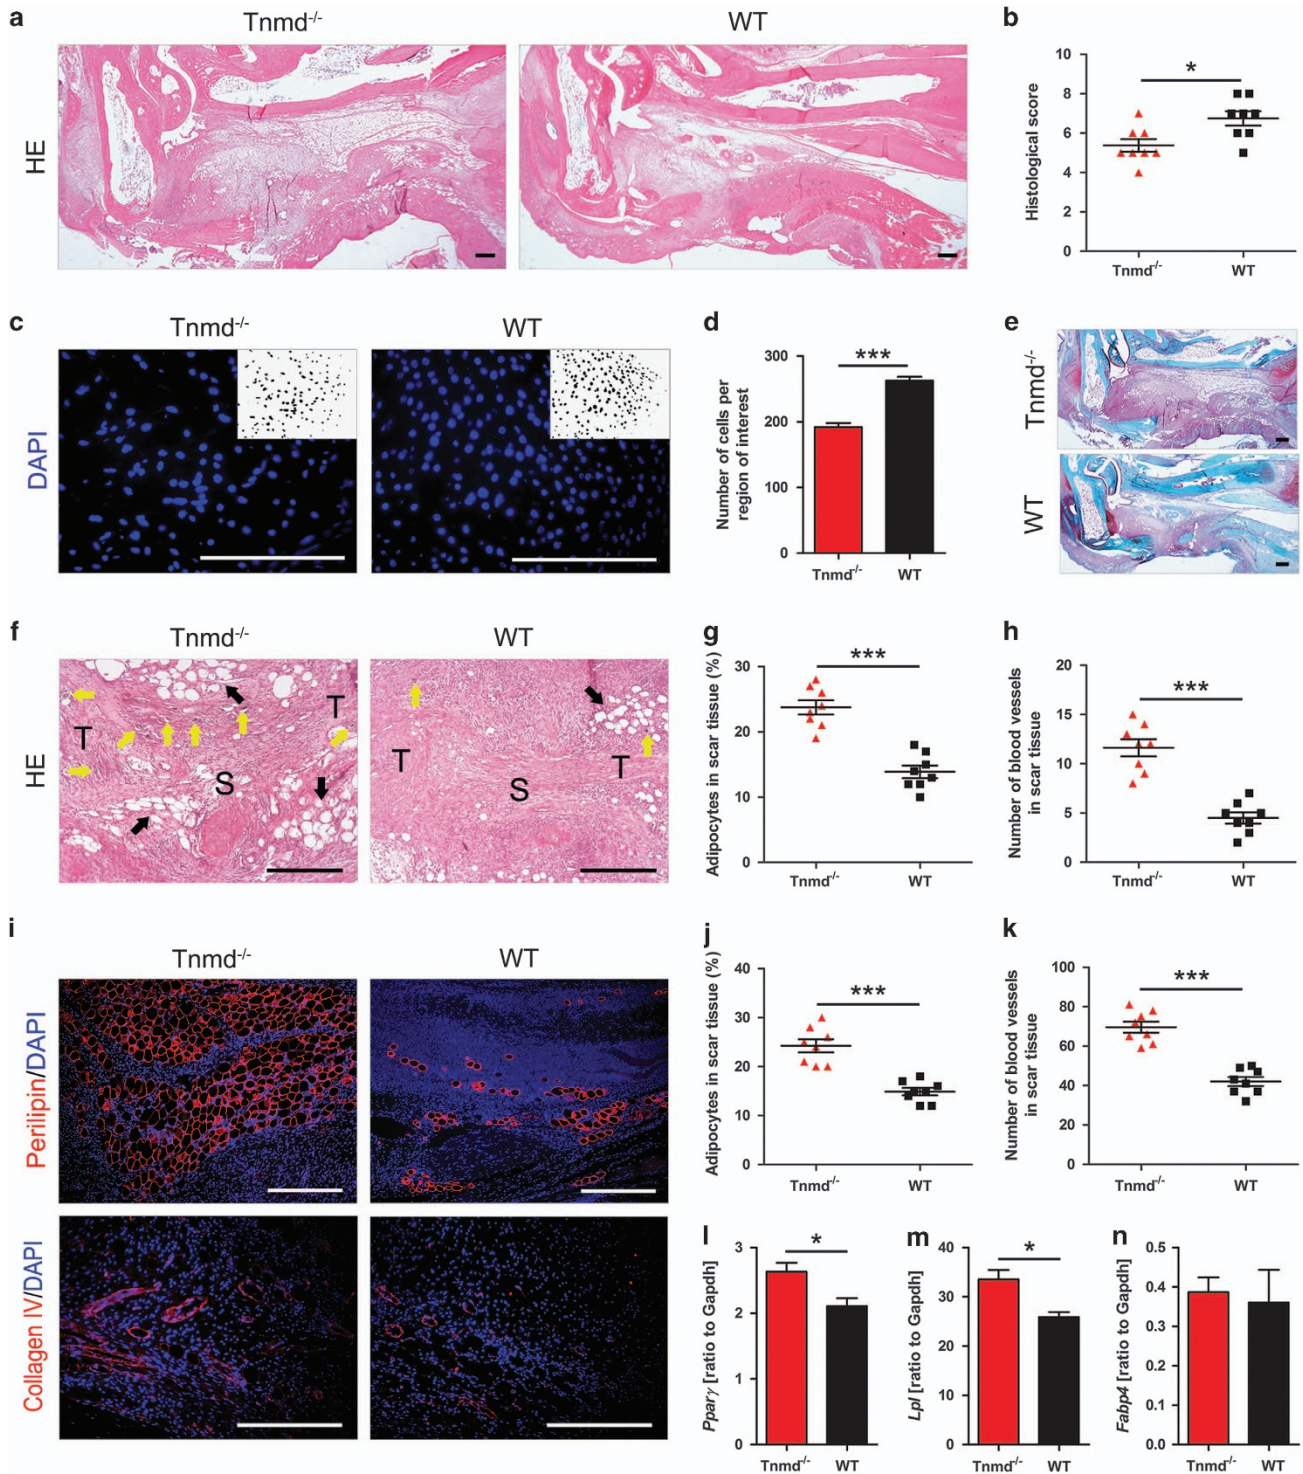 a
Tnmd-/-
WT
HE
b
Histological score
10
8
6
4
2
0
*
Tnmd-/-
WT
c
Tnmd-/-
WT
DAPI
d
Number of cells per
region of interest
300
200
100
0
***
Tnmd-/-
WT
e
Tnmd-/-
WT
f
Tnmd-/-
WT
HE
T
T
S
T
T
S
g
Adipocytes in scar tissue (%)
30
20
10
0
***
Tnmd-/-
WT
h
Number of blood vessels
in scar tissue
20
15
10
5
0
***
Tnmd-/-
WT
i
Tnmd-/-
WT
Perilipin/DAPI
Collagen IV/DAPI
j
Adipocytes in scar tissue (%)
40
30
20
10
0
***
Tnmd-/-
WT
k
Number of blood vessels
in scar tissue
100
80
60
40
20
0
***
Tnmd-/-
WT
l
Pparγ [ratio to Gapdh]
3
2
1
0
*
Tnmd-/-
WT
m
Lpl [ratio to Gapdh]
40
30
20
10
0
*
Tnmd-/-
WT
n
Fabp4 [ratio to Gapdh]
0.5
0.4
0.3
0.2
0.1
0.0
Tnmd-/-
WT